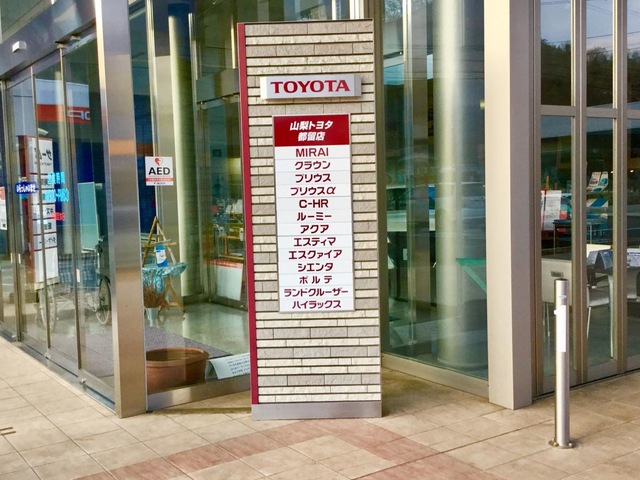 TOYOTA
山梨トヨタ
都留店
MIRAI
クラウン
プリウス
プリウスα
C-HR
ルーミー
アクア
エスティマ
エスクァイア
シエンタ
ポルテ
ランドクルーザー
ハイラックス
AED